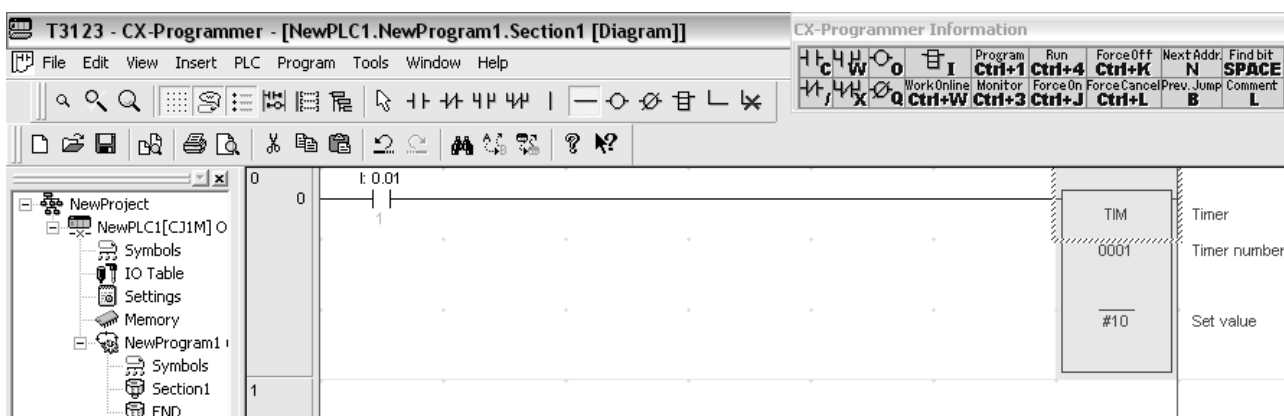 T3123 - CX-Programmer - [NewPLC1.NewProgram1.Section1 [Diagram]]
File Edit View Insert PLC Program Tools Window Help
CX-Programmer Information
C W O I Program Ctrl+1 Run Ctrl+4 Force Off Ctrl+K Next Addr. N Find bit SPACE
/ X Q Work Online Ctrl+W Monitor Ctrl+3 Force On Ctrl+J Force Cancel Ctrl+L Prev. Jump B Comment L
NewProject
NewPLC1[CJ1M] O
Symbols
IO Table
Settings
Memory
NewProgram1
Symbols
Section1
END
0
0
I: 0.01
1
TIM
Timer
0001
Timer number
#10
Set value
1